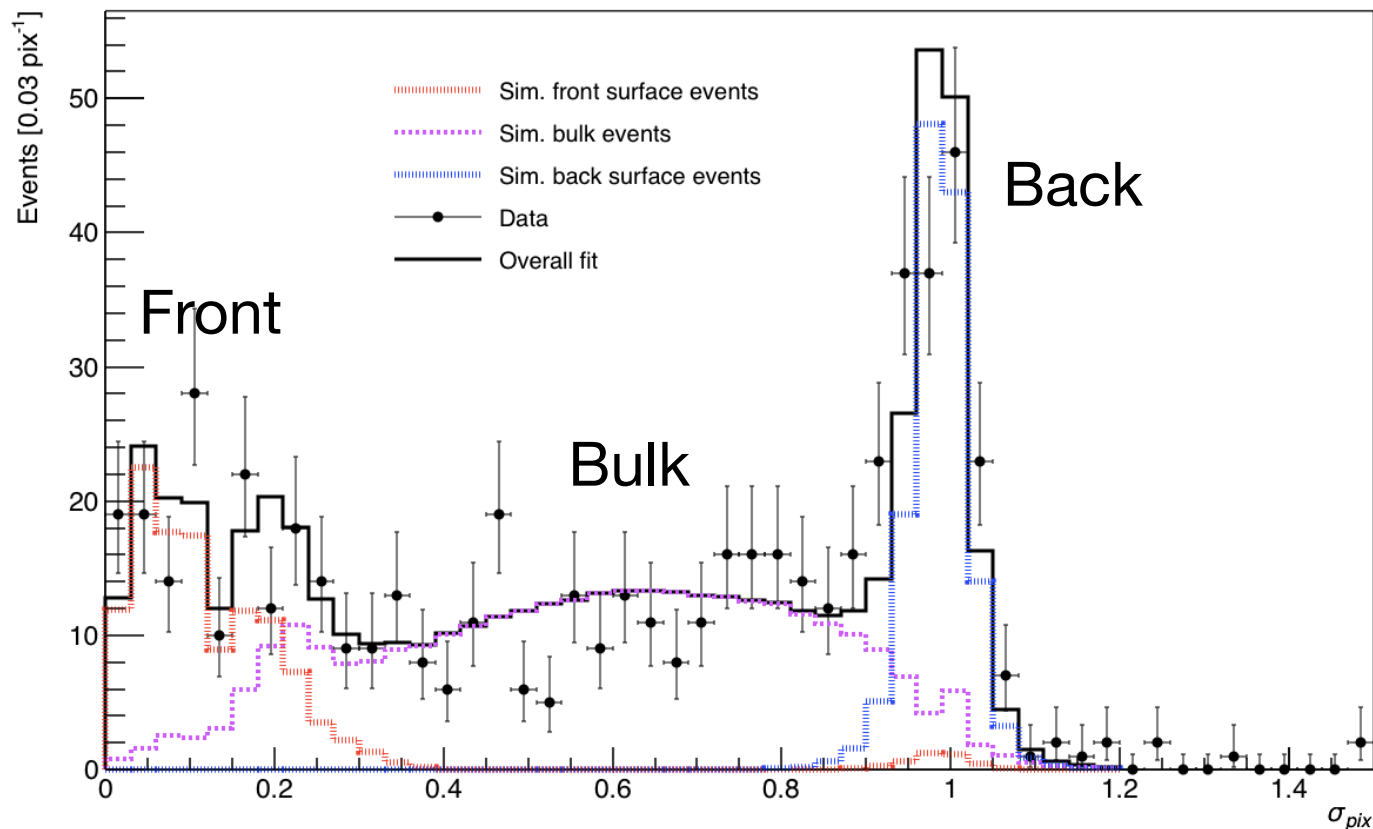 Events [0.03 pix⁻¹]
50
40
30
20
10
0
Sim. front surface events
Sim. bulk events
Sim. back surface events
Data
Overall fit
Front
Bulk
Back
0 0.2 0.4 0.6 0.8 1 1.2 1.4
σpix